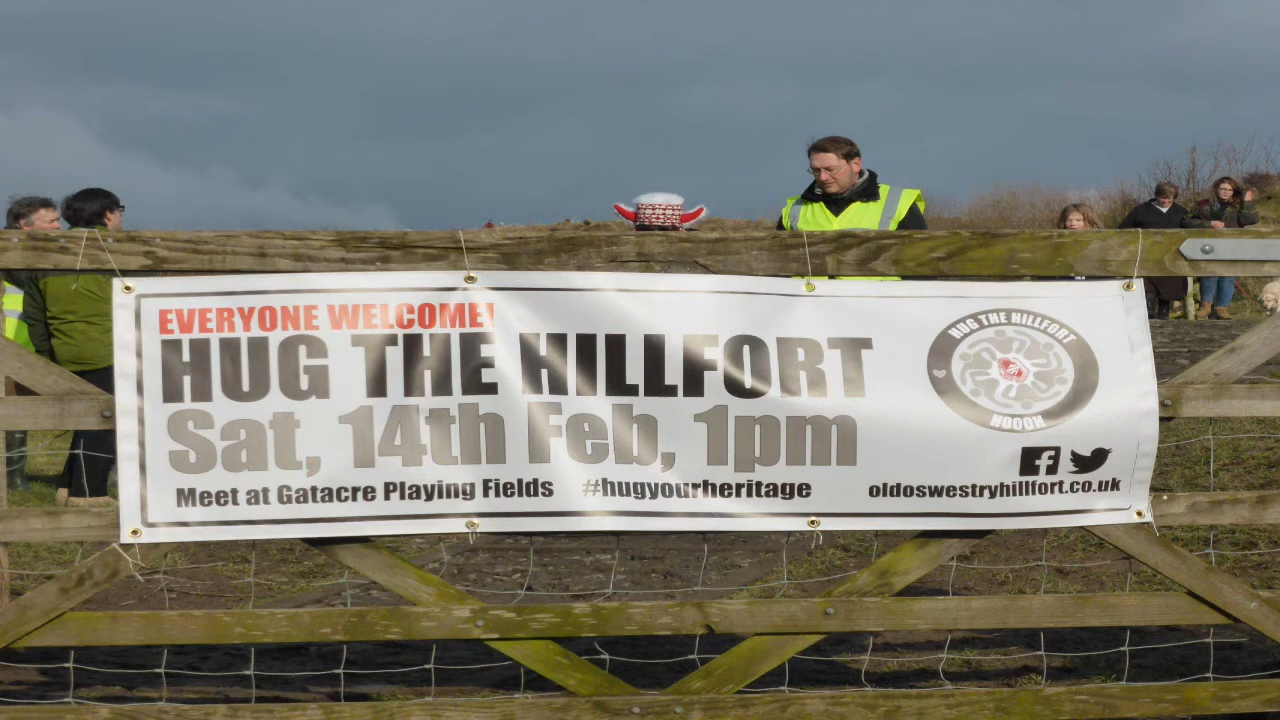 EVERYONE WELCOME!
HUG THE HILLFORT
Sat, 14th Feb, 1pm
Meet at Gatacre Playing Fields #hugyourheritage
HUG THE HILLFORT
HOOOH
oldoswestryhillfort.co.uk